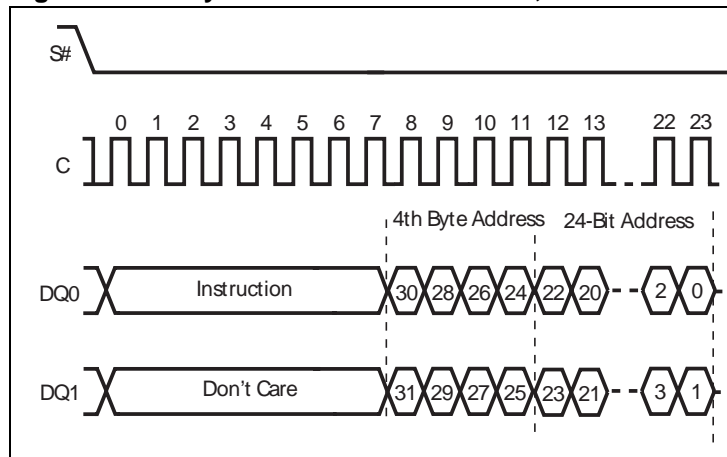 S#
0 1 2 3 4 5 6 7 8 9 10 11 12 13 22 23
C
4th Byte Address 24-Bit Address
DQ0 Instruction 30 28 26 24 22 20 2 0
DQ1 Don't Care 31 29 27 25 23 21 3 1